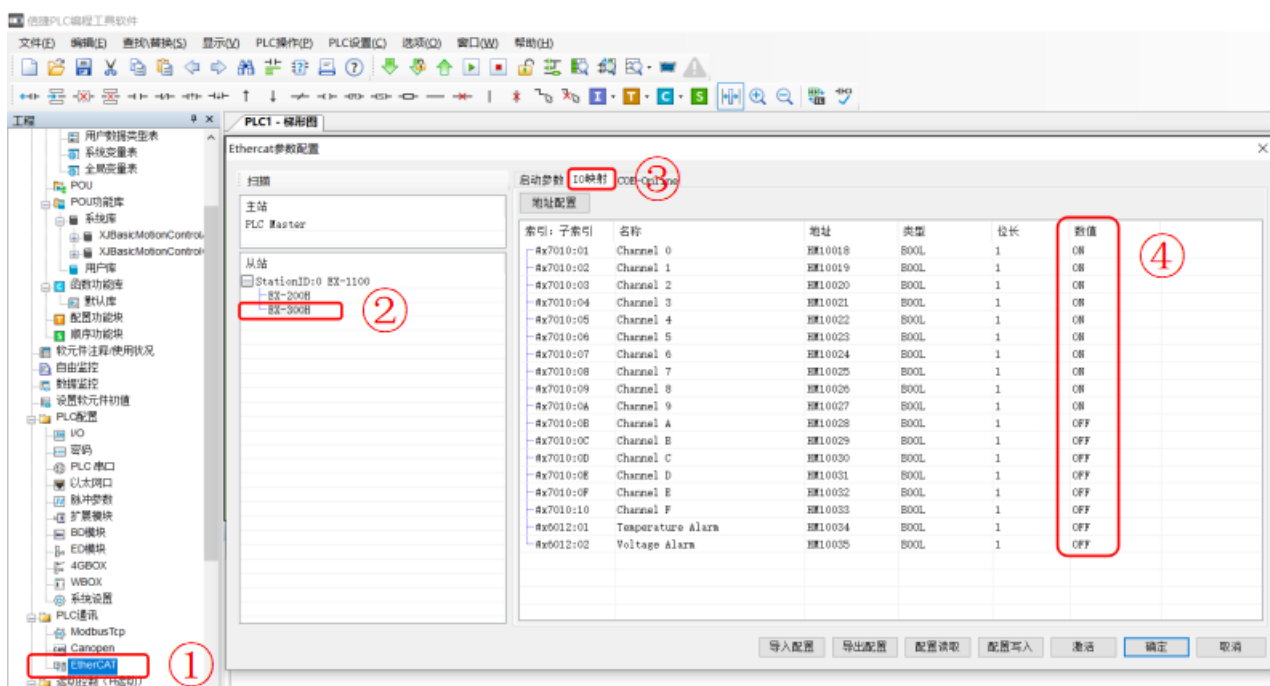 信捷PLC编程工具软件
文件(F) 编辑(E) 查找\替换(S) 显示(V) PLC操作(P) PLC设置(C) 选项(O) 窗口(W) 帮助(H)
工程
PLC1 - 梯形图
用户数据类型表
系统变量表
全局变量表
POU
POU功能库
系统库
XJBasicMotionControl
XJBasicMotionControl
用户库
函数功能库
默认库
配置功能块
顺序功能块
软元件注释/使用状况
自由监控
数据监控
设置软元件初值
PLC配置
I/O
密码
PLC 串口
以太网口
脉冲参数
扩展模块
BD模块
ED模块
4GBOX
WBOX
系统设置
PLC通讯
ModbusTcp
Canopen
EtherCAT
①
Ethercat参数配置
扫描
主站
PLC Master
从站
StationID:0 EX-1100
EX-200H
EX-300H
②
启动参数 IO映射 COE-Online
③
地址配置
索引: 子索引 名称 地址 类型 位长 数值
#x7010:01 Channel 0 HM10018 BOOL 1 ON
#x7010:02 Channel 1 HM10019 BOOL 1 ON
#x7010:03 Channel 2 HM10020 BOOL 1 ON
#x7010:04 Channel 3 HM10021 BOOL 1 ON
#x7010:05 Channel 4 HM10022 BOOL 1 ON
#x7010:06 Channel 5 HM10023 BOOL 1 ON
#x7010:07 Channel 6 HM10024 BOOL 1 ON
#x7010:08 Channel 7 HM10025 BOOL 1 ON
#x7010:09 Channel 8 HM10026 BOOL 1 ON
#x7010:0A Channel 9 HM10027 BOOL 1 ON
#x7010:0B Channel A HM10028 BOOL 1 OFF
#x7010:0C Channel B HM10029 BOOL 1 OFF
#x7010:0D Channel C HM10030 BOOL 1 OFF
#x7010:0E Channel D HM10031 BOOL 1 OFF
#x7010:0F Channel E HM10032 BOOL 1 OFF
#x7010:10 Channel F HM10033 BOOL 1 OFF
#x6012:01 Temperature Alarm HM10034 BOOL 1 OFF
#x6012:02 Voltage Alarm HM10035 BOOL 1 OFF
④
导入配置 导出配置 配置读取 配置写入 激活 确定 取消